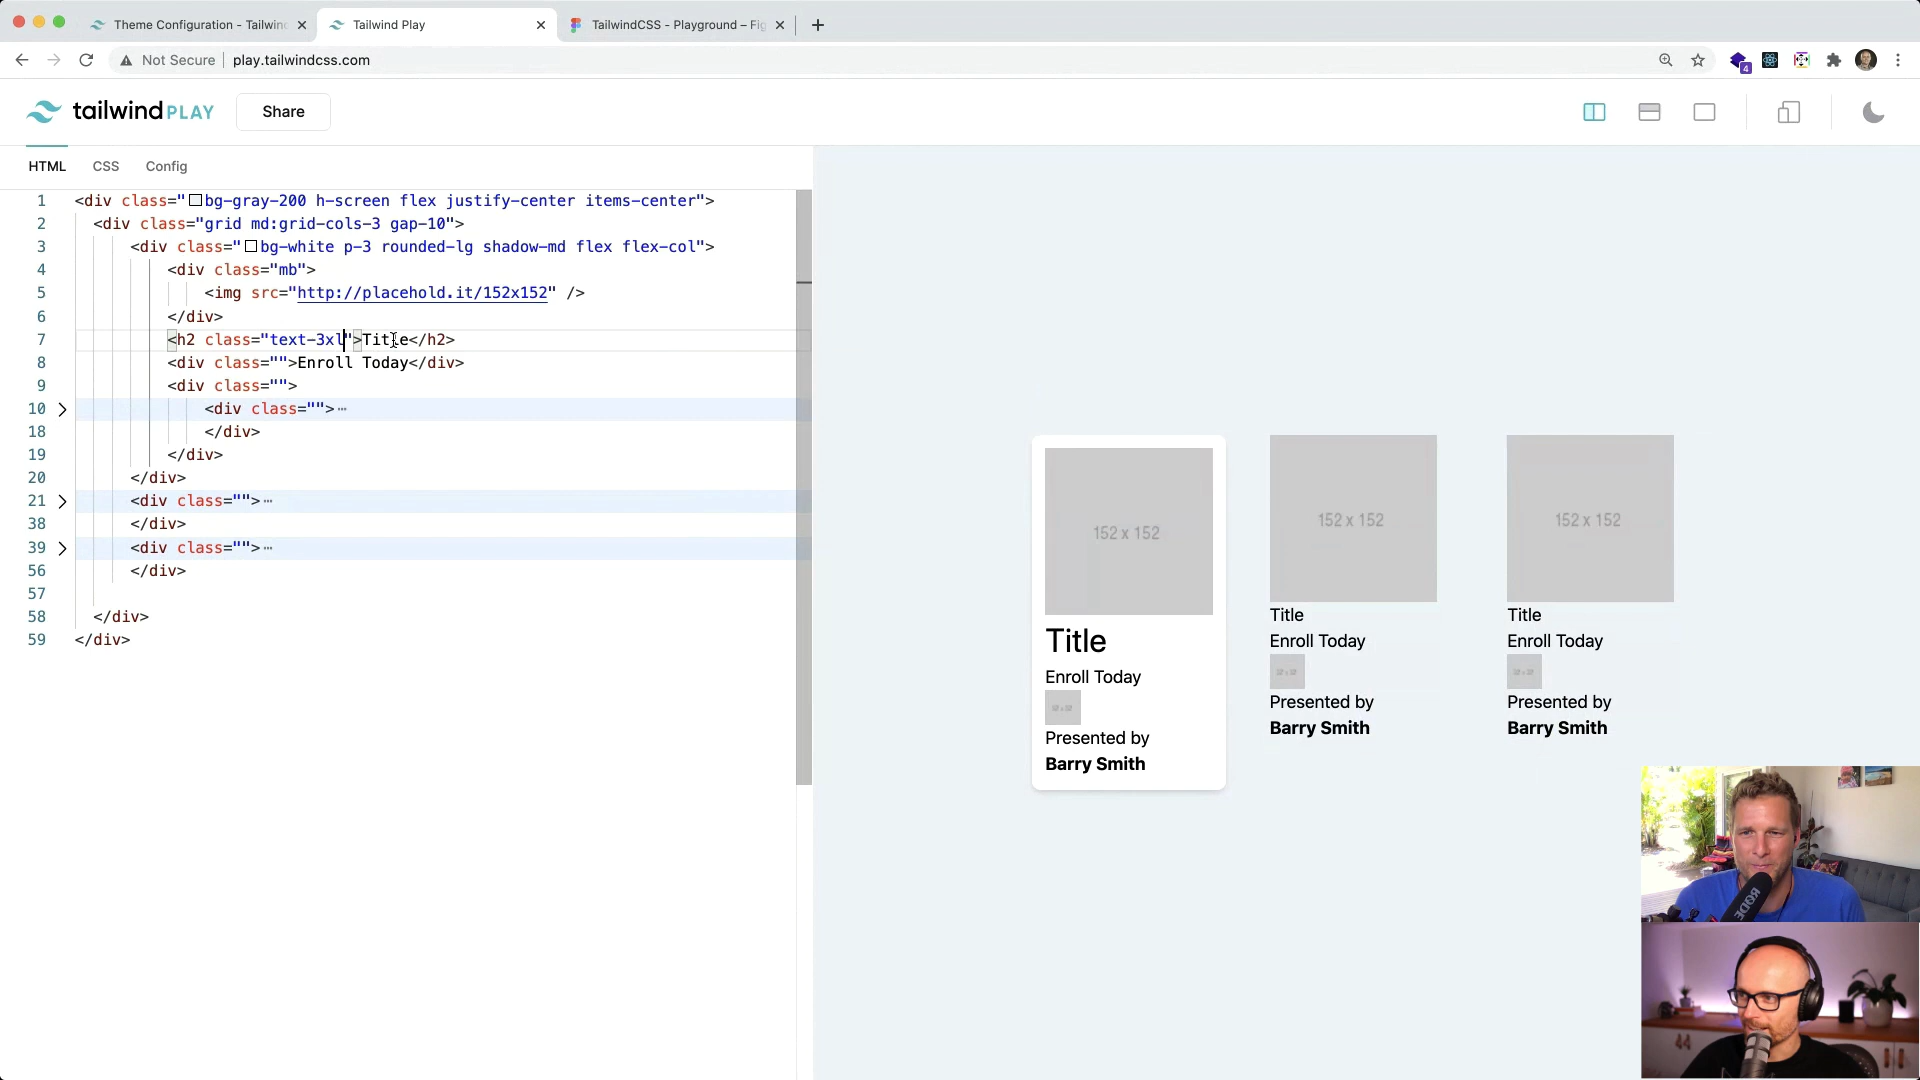 Theme Configuration - Tailwin
Tailwind Play
TailwindCSS - Playground – Fig
Not Secure
play.tailwindcss.com
4
tailwindPLAY
Share
HTML
CSS
Config
1 <div class="bg-gray-200 h-screen flex justify-center items-center">
2 <div class="grid md:grid-cols-3 gap-10">
3 <div class="bg-white p-3 rounded-lg shadow-md flex flex-col">
4 <div class="mb">
5 <img src="http://placehold.it/152x152" />
6 </div>
7 <h2 class="text-3xl">Title</h2>
8 <div class="">Enroll Today</div>
9 <div class="">
10 <div class="">⋯
18 </div>
19 </div>
20 </div>
21 <div class="">⋯
38 </div>
39 <div class="">⋯
56 </div>
57
58 </div>
59 </div>
152 x 152
Title
Enroll Today
Presented by
Barry Smith
152 x 152
Title
Enroll Today
Presented by
Barry Smith
152 x 152
Title
Enroll Today
Presented by
Barry Smith
RØDE